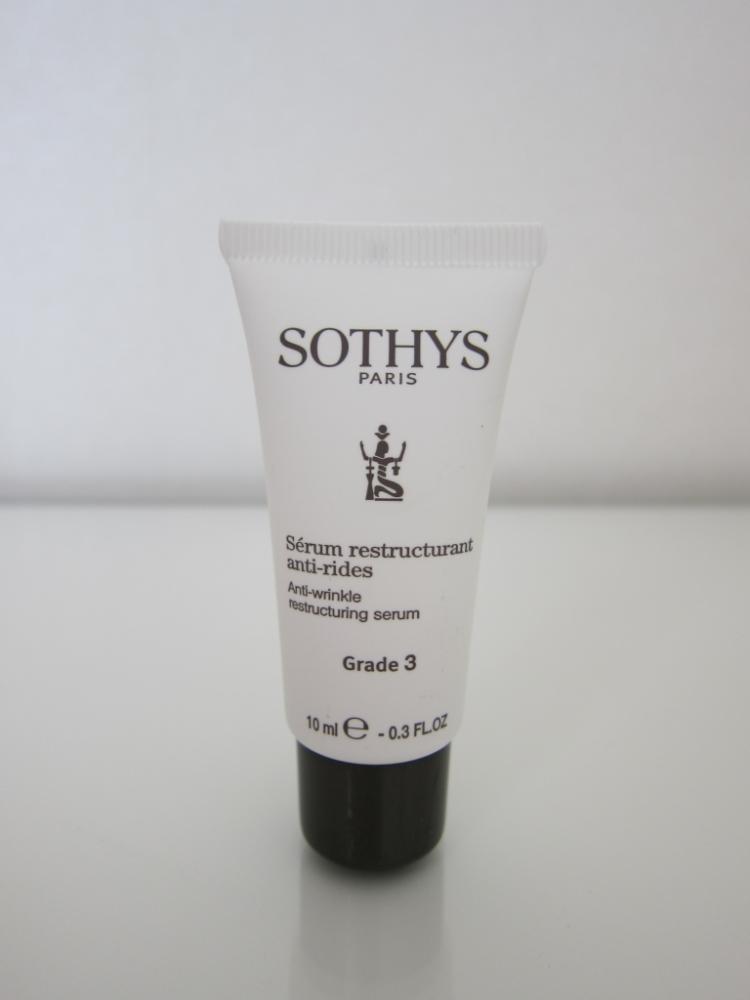 SOTHYS
PARIS
Sérum restructurant
anti-rides
Anti-wrinkle
restructuring serum
Grade 3
10 ml ℮ - 0.3 FL.OZ